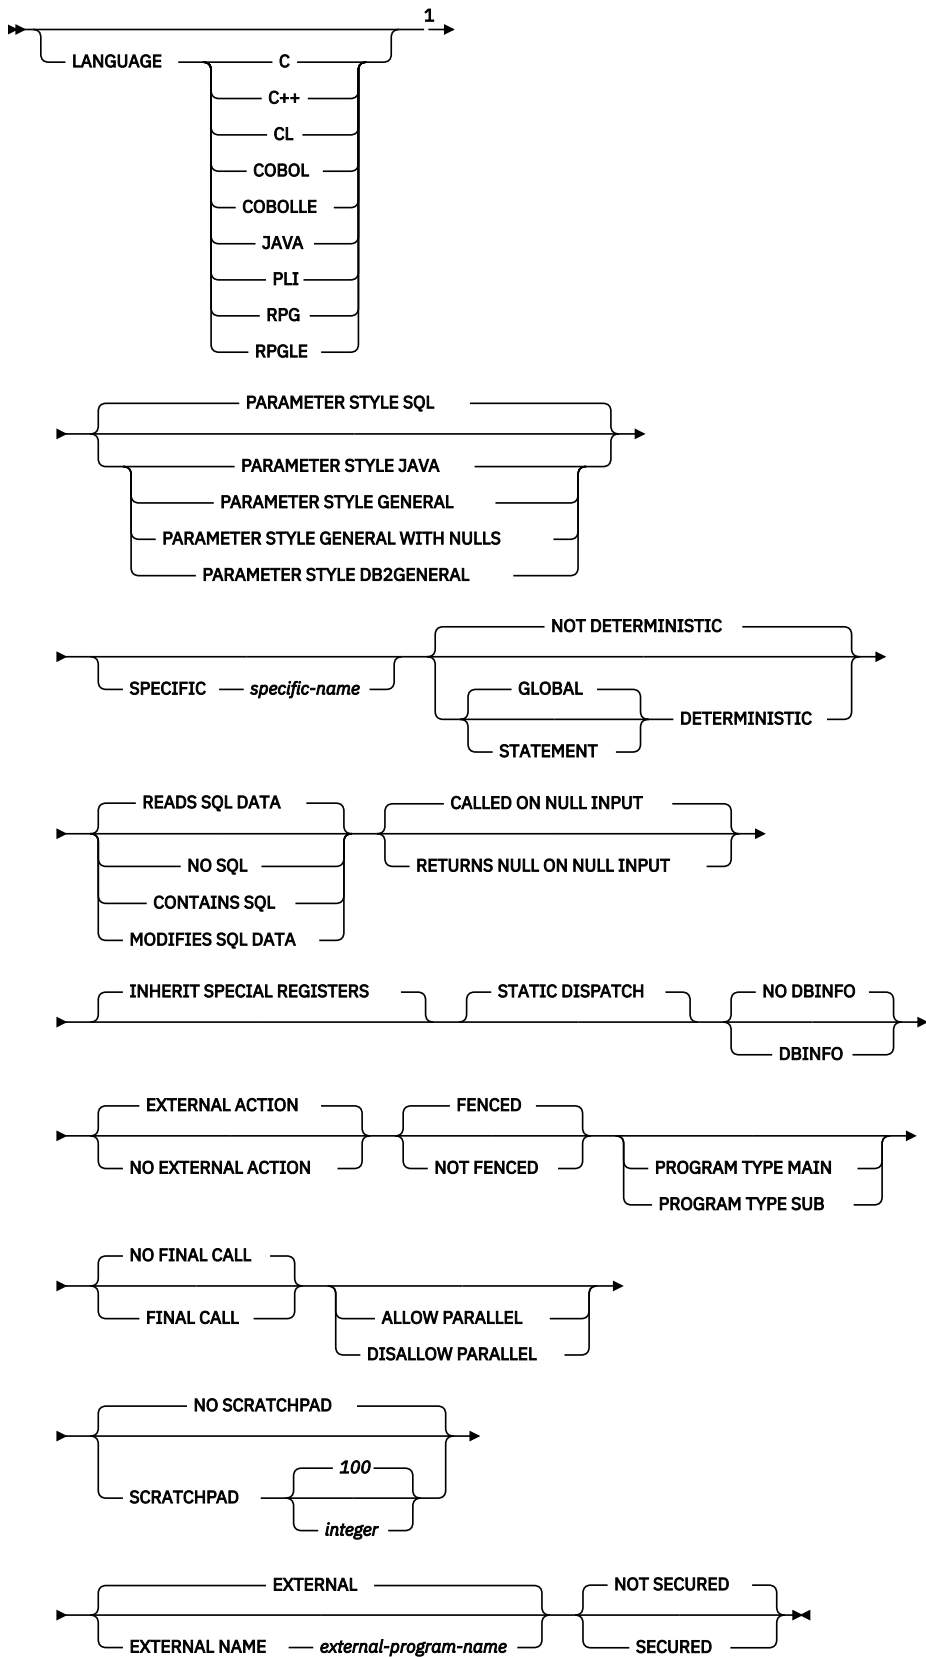 1
LANGUAGE C
C++
CL
COBOL
COBOLLE
JAVA
PLI
RPG
RPGLE
PARAMETER STYLE SQL
PARAMETER STYLE JAVA
PARAMETER STYLE GENERAL
PARAMETER STYLE GENERAL WITH NULLS
PARAMETER STYLE DB2GENERAL
NOT DETERMINISTIC
SPECIFIC specific-name
GLOBAL
DETERMINISTIC
STATEMENT
READS SQL DATA CALLED ON NULL INPUT
NO SQL RETURNS NULL ON NULL INPUT
CONTAINS SQL
MODIFIES SQL DATA
INHERIT SPECIAL REGISTERS STATIC DISPATCH NO DBINFO
DBINFO
EXTERNAL ACTION FENCED
NO EXTERNAL ACTION NOT FENCED PROGRAM TYPE MAIN
PROGRAM TYPE SUB
NO FINAL CALL
FINAL CALL ALLOW PARALLEL
DISALLOW PARALLEL
NO SCRATCHPAD
100
SCRATCHPAD
integer
EXTERNAL NOT SECURED
EXTERNAL NAME external-program-name SECURED